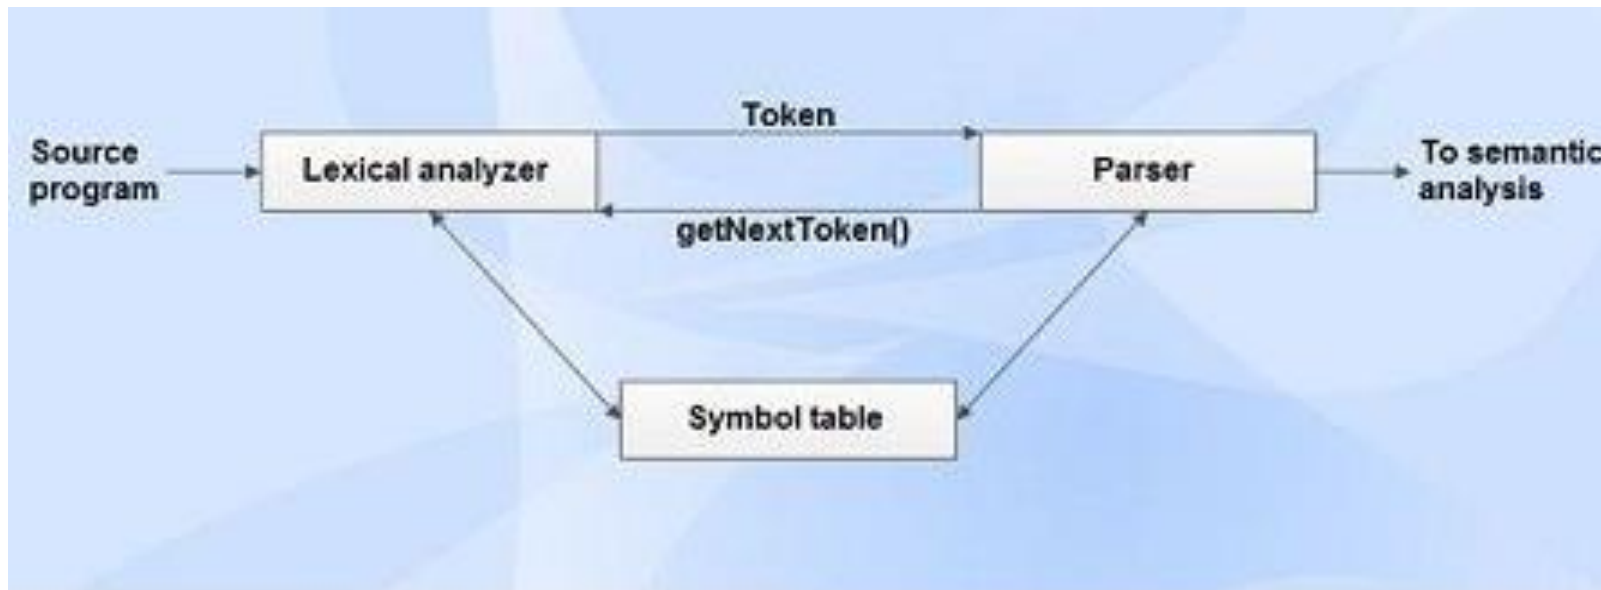 Token
Source
program
Lexical analyzer
Parser
To semantic
analysis
getNextToken()
Symbol table